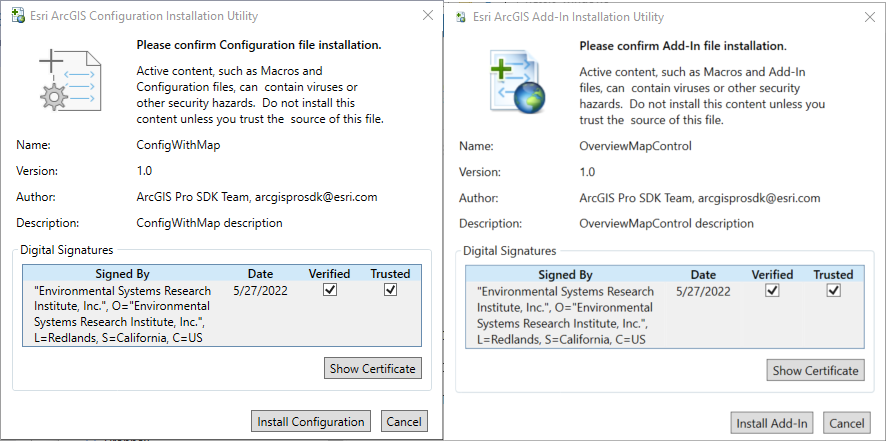 Esri ArcGIS Configuration Installation Utility
Please confirm Configuration file installation.
Active content, such as Macros and
Configuration files, can contain viruses or
other security hazards. Do not install this
content unless you trust the source of this file.
Name: ConfigWithMap
Version: 1.0
Author: ArcGIS Pro SDK Team, arcgisprosdk@esri.com
Description: ConfigWithMap description
Digital Signatures
Signed By Date Verified Trusted
"Environmental Systems Research 5/27/2022
Institute, Inc.", O="Environmental
Systems Research Institute, Inc.",
L=Redlands, S=California, C=US
Show Certificate
Install Configuration Cancel
Esri ArcGIS Add-In Installation Utility
Please confirm Add-In file installation.
Active content, such as Macros and Add-In
files, can contain viruses or other security
hazards. Do not install this content unless you
trust the source of this file.
Name: OverviewMapControl
Version: 1.0
Author: ArcGIS Pro SDK Team, arcgisprosdk@esri.com
Description: OverviewMapControl description
Digital Signatures
Signed By Date Verified Trusted
"Environmental Systems Research 5/27/2022
Institute, Inc.", O="Environmental
Systems Research Institute, Inc.",
L=Redlands, S=California, C=US
Show Certificate
Install Add-In Cancel